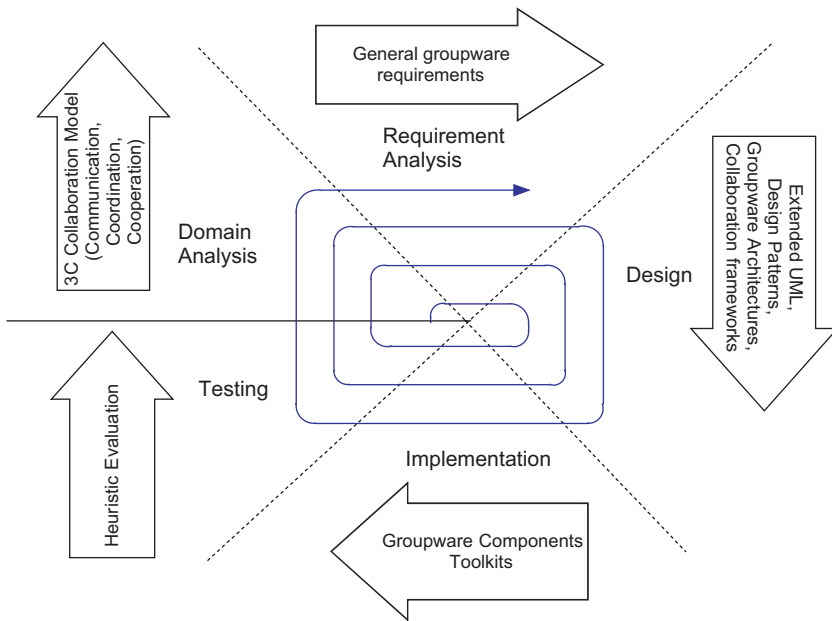 General groupware
requirements
Requirement
Analysis
3C Collaboration Model
(Communication,
Coordination,
Cooperation)
Domain
Analysis
Design
Extended UML,
Design Patterns,
Groupware Architectures,
Collaboration frameworks
Testing
Heuristic Evaluation
Implementation
Groupware Components
Toolkits